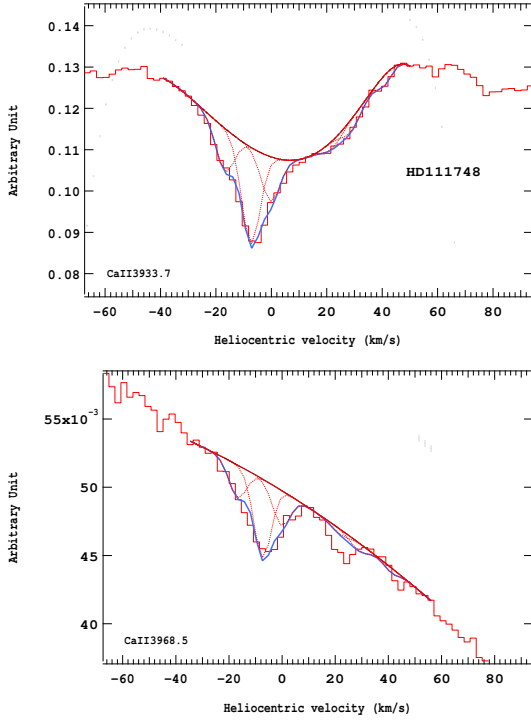 0.14
0.13
0.12
0.11
0.10
0.09
0.08
Arbitrary Unit
HD111748
CaII3933.7
-60 -40 -20 0 20 40 60 80
Heliocentric velocity (km/s)
55x10-3
50
45
40
Arbitrary Unit
CaII3968.5
-60 -40 -20 0 20 40 60 80
Heliocentric velocity (km/s)